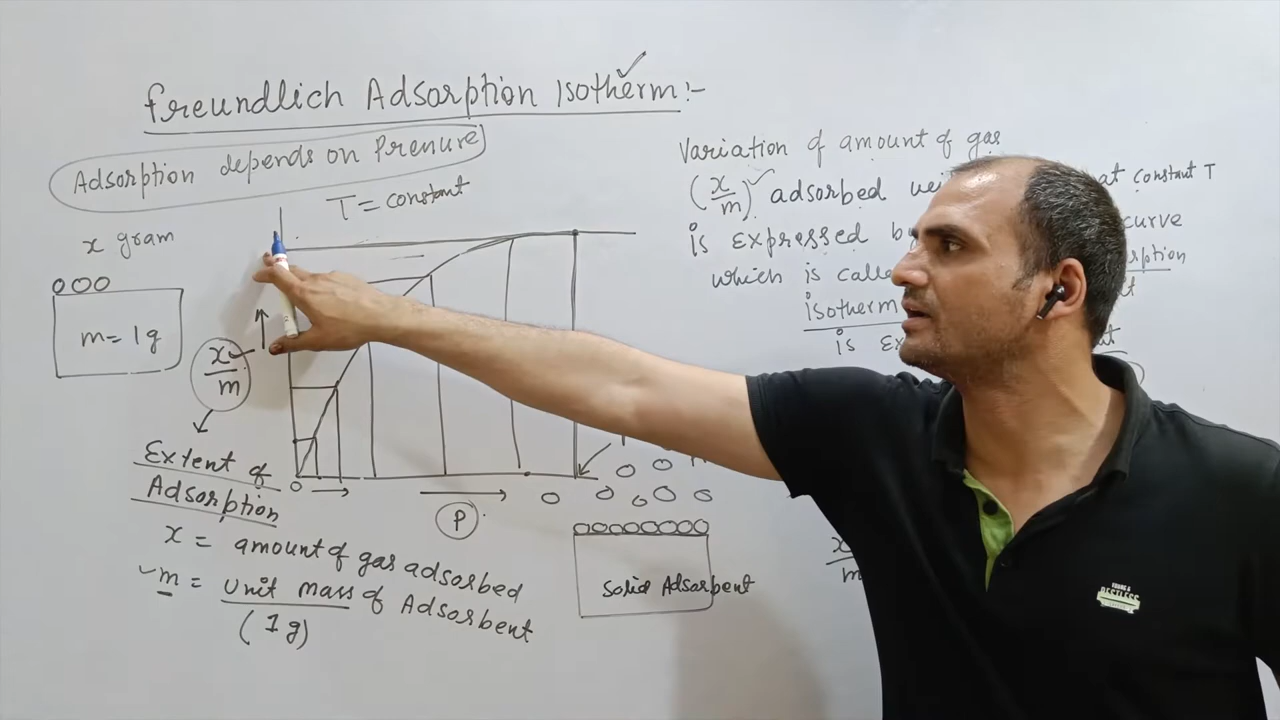 freundlich Adsorption Isotherm:-
Adsorption depends on Prenure
T = constant
x gram
m = 1g
x/m
Extent of
Adsorption
x = amount of gas adsorbed
m = Unit mass of Adsorbent
(1g)
0
P
Solid Adsorbent
Variation of amount of gas
(x/m) adsorbed at constant T
is expressed curve
which is
isotherm
is
x/m